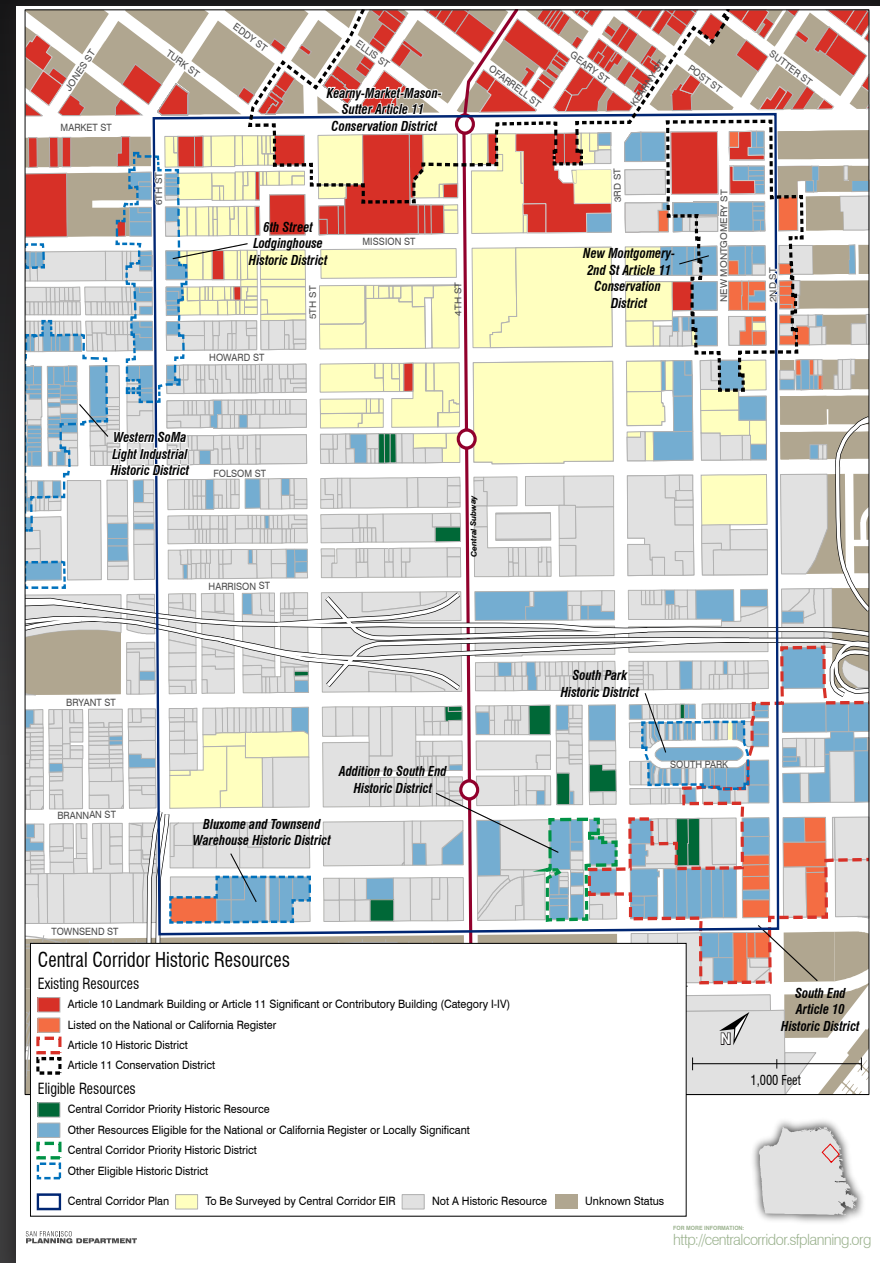 JONES ST
TURK ST
EDDY ST
ELLIS ST
OFARRELL ST
GEARY ST
KEARNY ST
POST ST
SUTTER ST
MARKET ST
Kearny-Market-Mason-
Sutter Article 11
Conservation District
6TH ST
3RD ST
NEW MONTGOMERY ST
2ND ST
6th Street
Lodginghouse
Historic District
MISSION ST
New Montgomery-
2nd St Article 11
Conservation
District
5TH ST
4TH ST
HOWARD ST
Western SoMa
Light Industrial
Historic District
FOLSOM ST
Central Subway
HARRISON ST
South Park
Historic District
BRYANT ST
SOUTH PARK
Addition to South End
Historic District
BRANNAN ST
Bluxome and Townsend
Warehouse Historic District
TOWNSEND ST
South End
Article 10
Historic District
N
1,000 Feet
Central Corridor Historic Resources
Existing Resources
Article 10 Landmark Building or Article 11 Significant or Contributory Building (Category I-IV)
Listed on the National or California Register
Article 10 Historic District
Article 11 Conservation District
Eligible Resources
Central Corridor Priority Historic Resource
Other Resources Eligible for the National or California Register or Locally Significant
Central Corridor Priority Historic District
Other Eligible Historic District
Central Corridor Plan
To Be Surveyed by Central Corridor EIR
Not A Historic Resource
Unknown Status
SAN FRANCISCO
PLANNING DEPARTMENT
FOR MORE INFORMATION:
http://centralcorridor.sfplanning.org